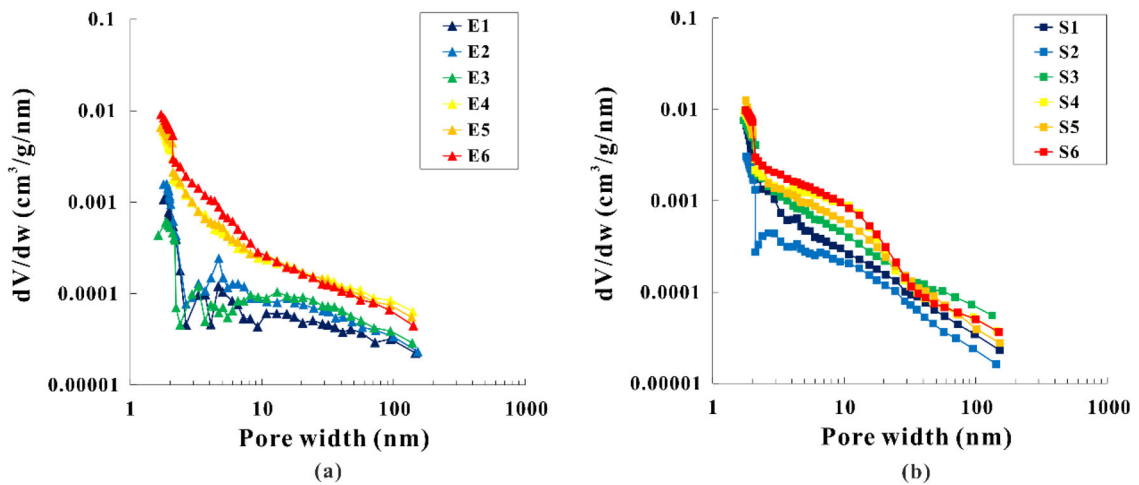 0.1
0.01
0.001
0.0001
0.00001
dV/dw (cm³/g/nm)
1 10 100 1000
Pore width (nm)
E1
E2
E3
E4
E5
E6
(a)
0.1
0.01
0.001
0.0001
0.00001
dV/dw (cm³/g/nm)
1 10 100 1000
Pore width (nm)
S1
S2
S3
S4
S5
S6
(b)